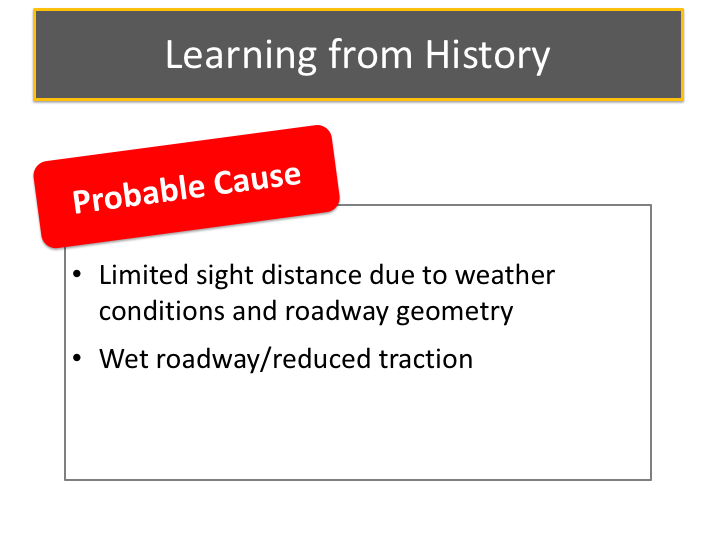 Learning from History
Probable Cause
• Limited sight distance due to weather
conditions and roadway geometry
• Wet roadway/reduced traction